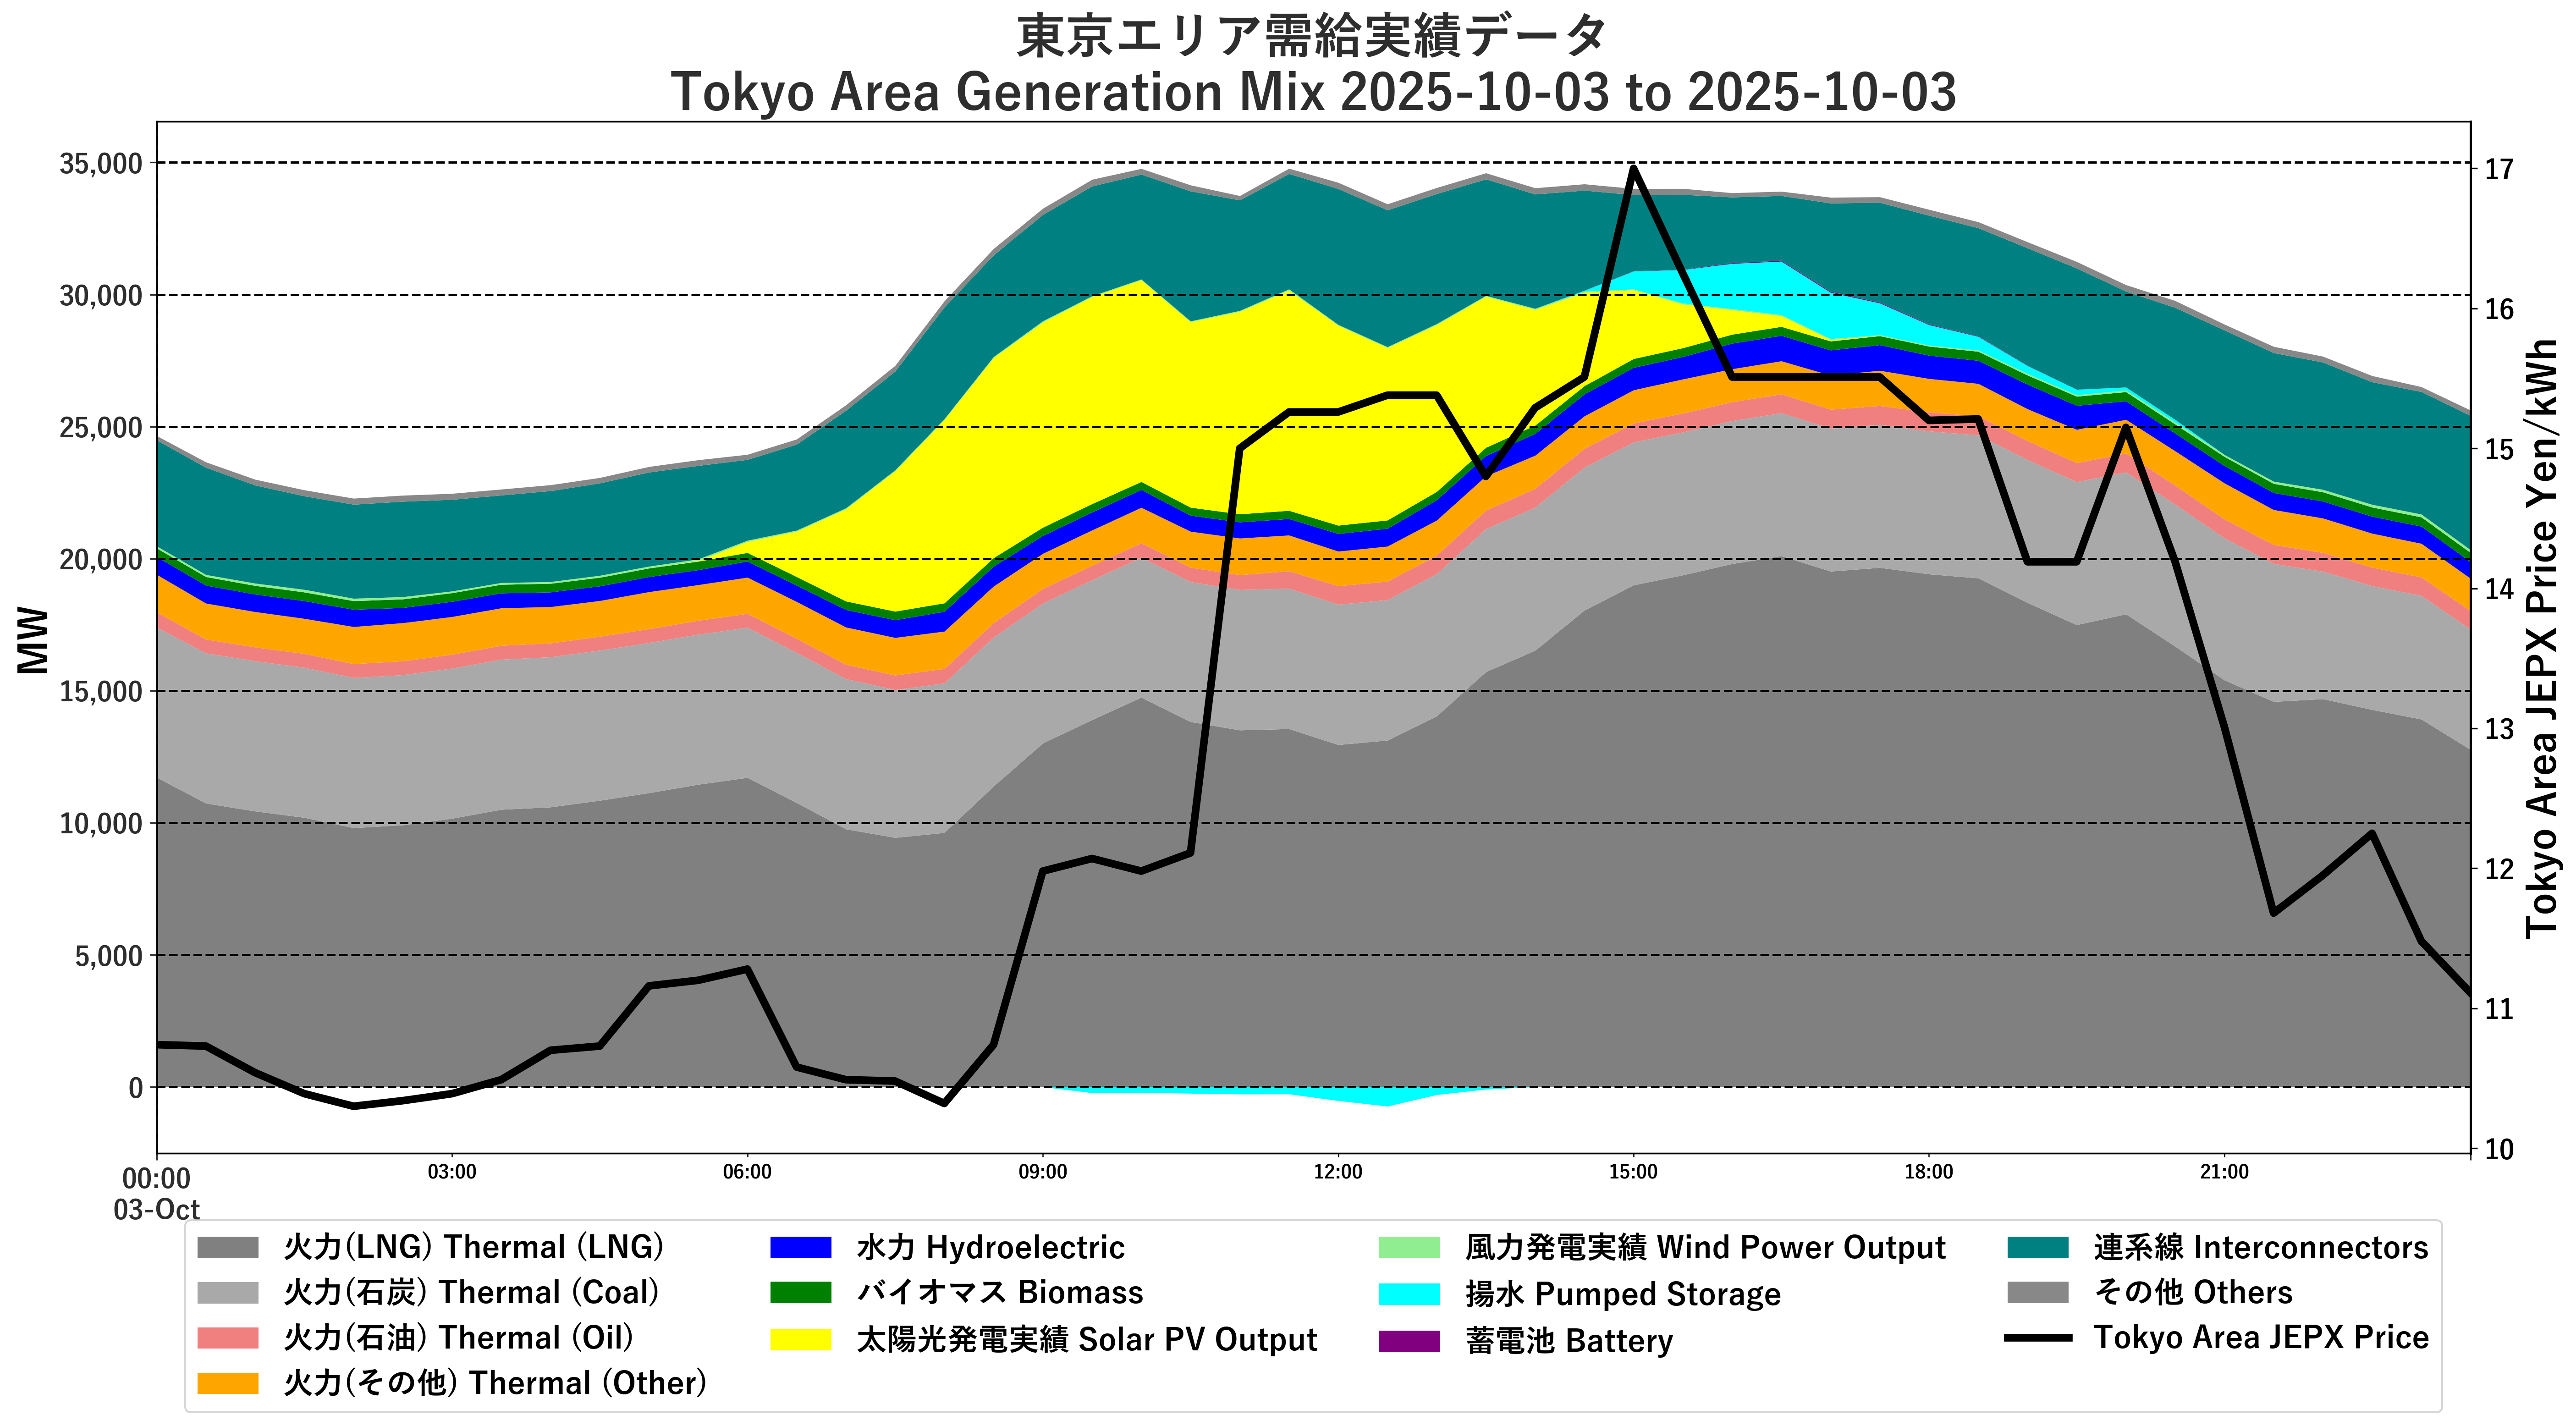 東京エリア需給実績データ
Tokyo Area Generation Mix 2025-10-03 to 2025-10-03
35,000
30,000
25,000
20,000
15,000
10,000
5,000
0
MW
17
16
15
14
13
12
11
10
Tokyo Area JEPX Price Yen/kWh
00:00
03-Oct
03:00
06:00
09:00
12:00
15:00
18:00
21:00
火力(LNG) Thermal (LNG)
火力(石炭) Thermal (Coal)
火力(石油) Thermal (Oil)
火力(その他) Thermal (Other)
水力 Hydroelectric
バイオマス Biomass
太陽光発電実績 Solar PV Output
風力発電実績 Wind Power Output
揚水 Pumped Storage
蓄電池 Battery
連系線 Interconnectors
その他 Others
Tokyo Area JEPX Price